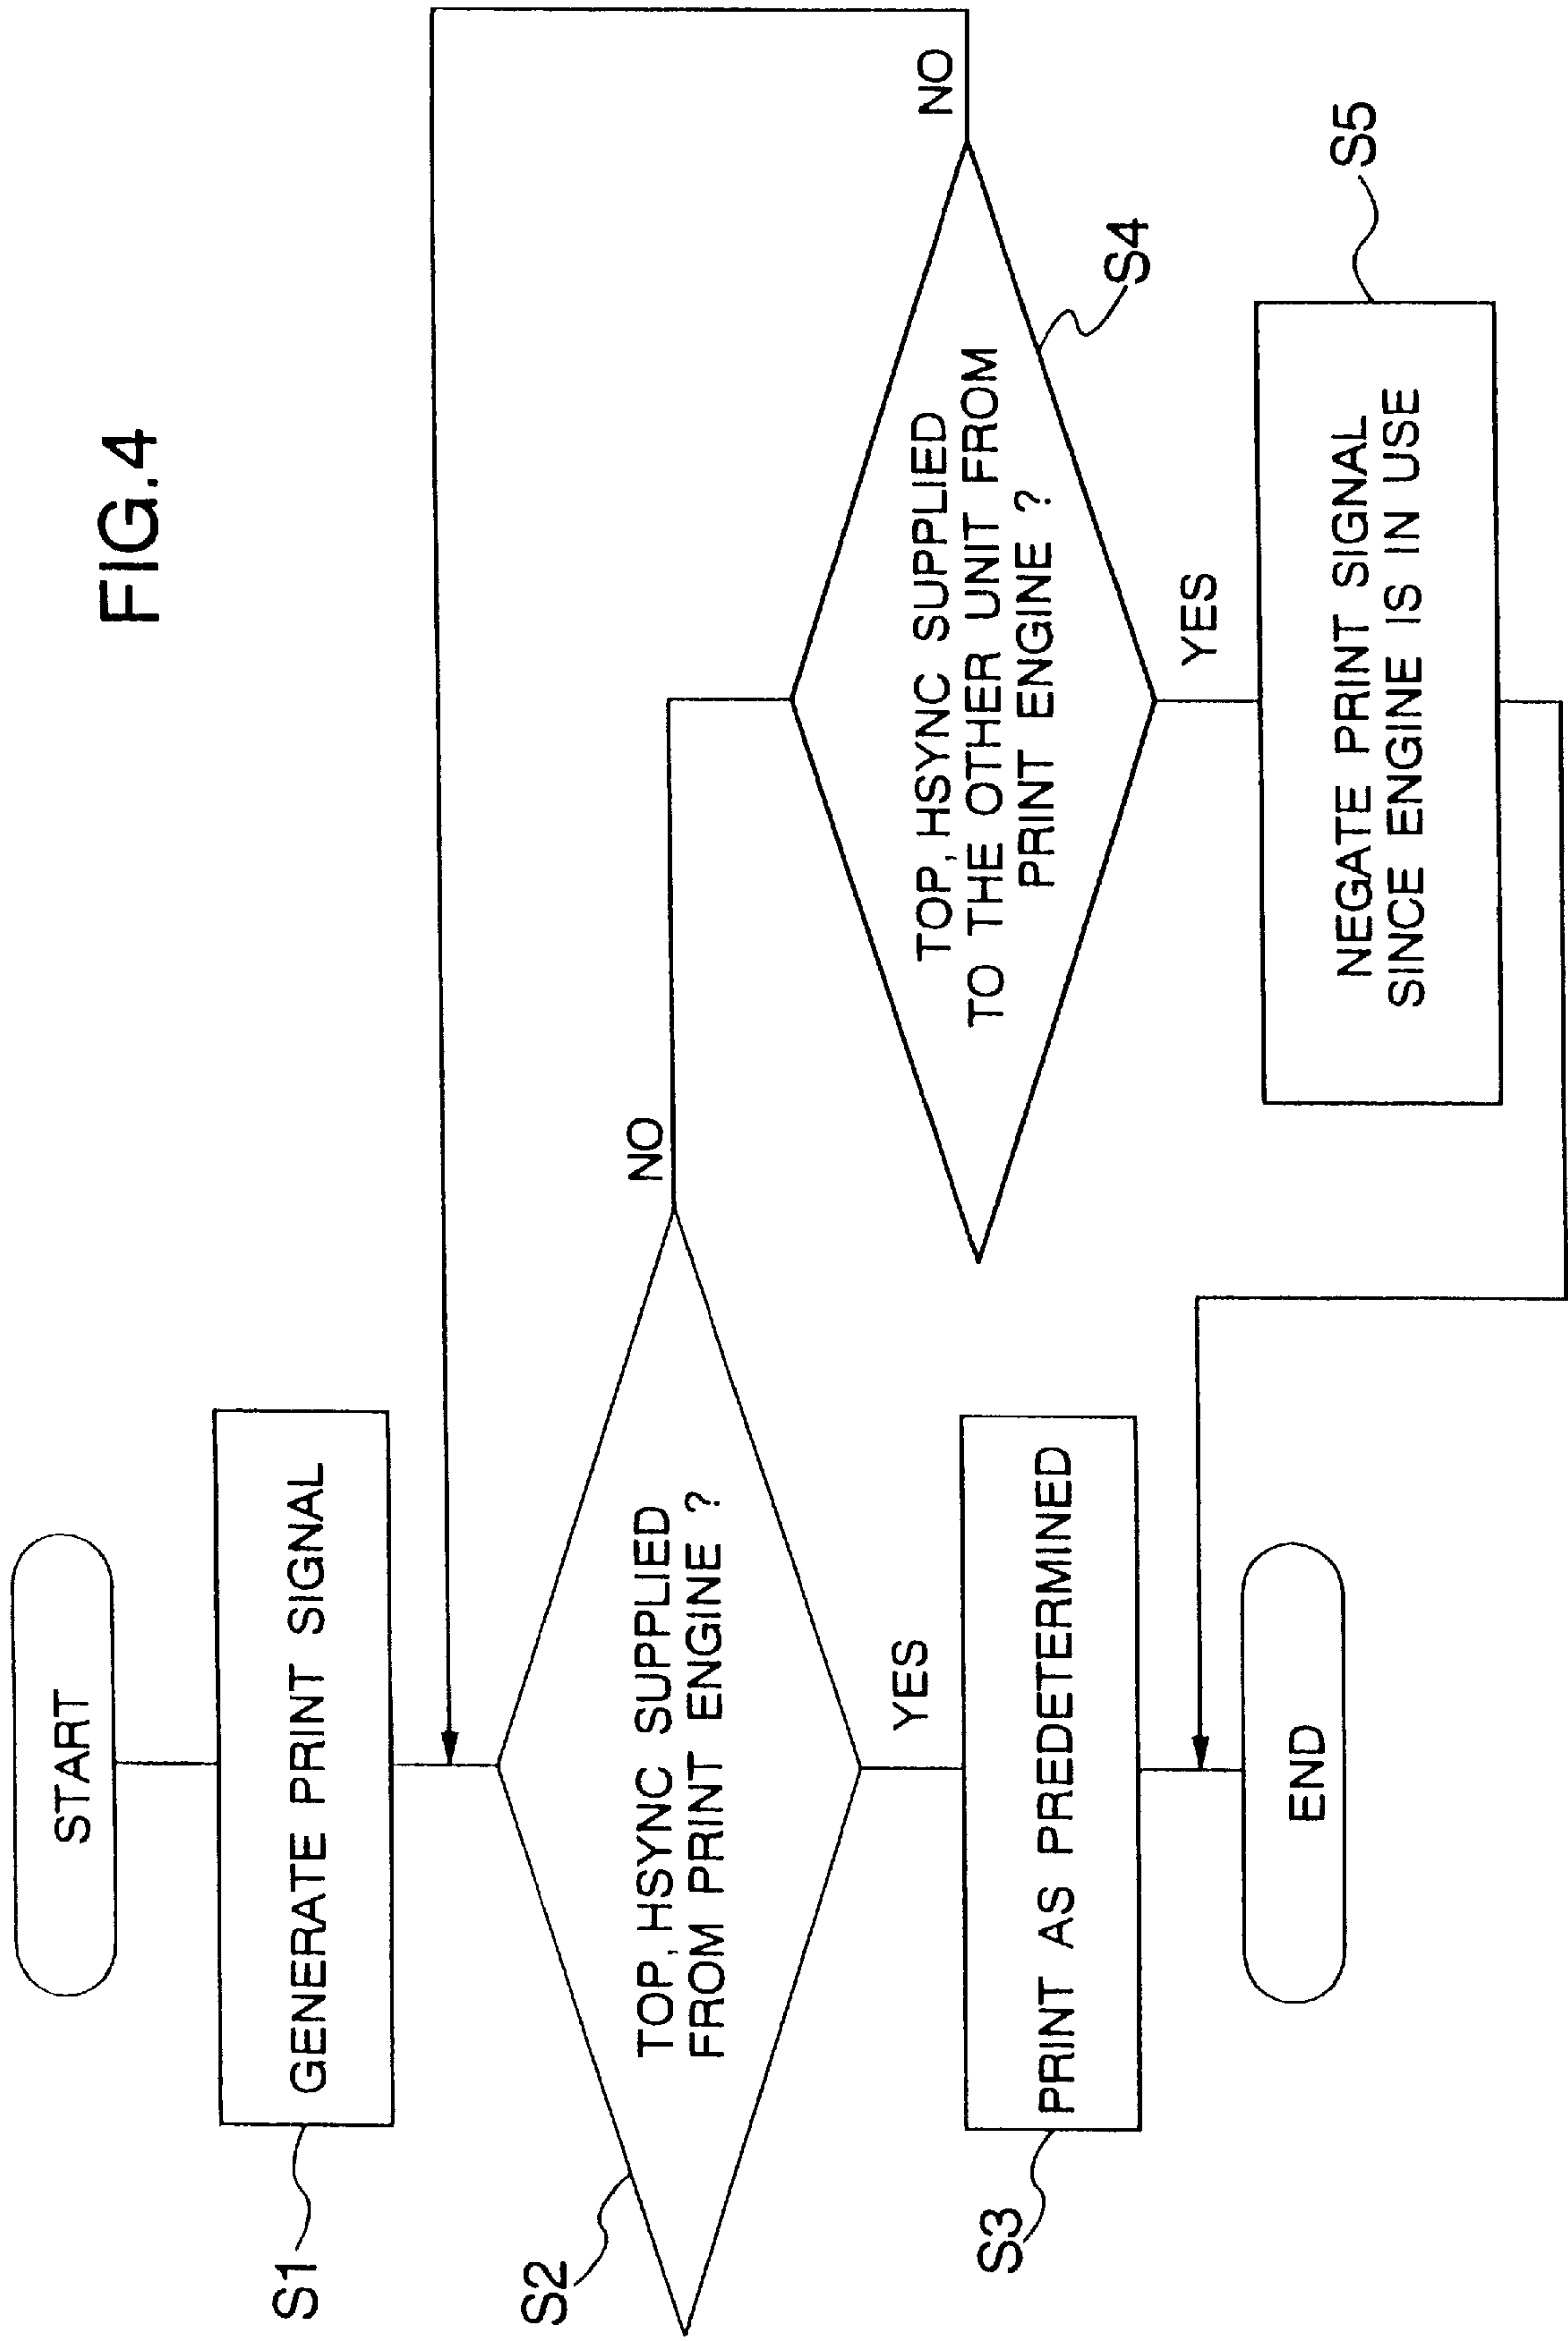 FIG.4
START
S1
GENERATE PRINT SIGNAL
S2
TOP, HSYNC SUPPLIED
FROM PRINT ENGINE ?
NO
YES
S3
PRINT AS PREDETERMINED
END
TOP, HSYNC SUPPLIED
TO THE OTHER UNIT FROM
PRINT ENGINE ?
NO
S4
YES
NEGATE PRINT SIGNAL
SINCE ENGINE IS IN USE
S5